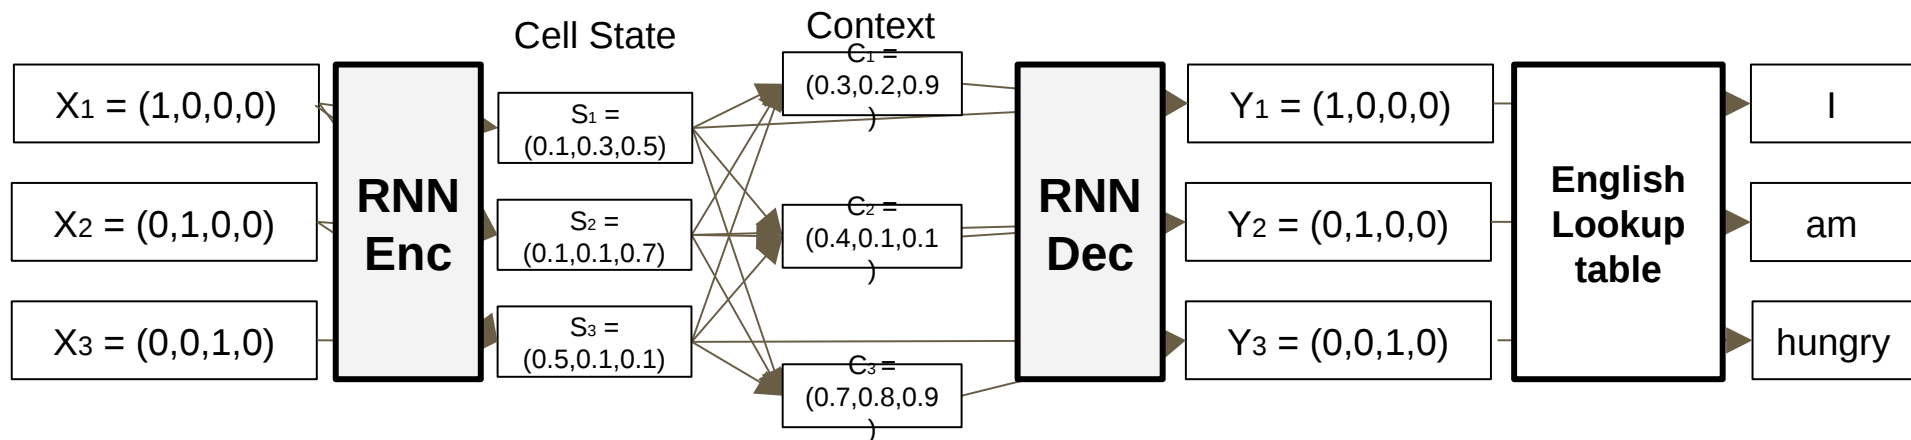 Cell State
Context
X1 = (1,0,0,0)
X2 = (0,1,0,0)
X3 = (0,0,1,0)
RNN
Enc
S1 =
(0.1,0.3,0.5)
S2 =
(0.1,0.1,0.7)
S3 =
(0.5,0.1,0.1)
C1 =
(0.3,0.2,0.9
)
C2 =
(0.4,0.1,0.1
)
C3 =
(0.7,0.8,0.9
)
RNN
Dec
Y1 = (1,0,0,0)
Y2 = (0,1,0,0)
Y3 = (0,0,1,0)
English
Lookup
table
I
am
hungry